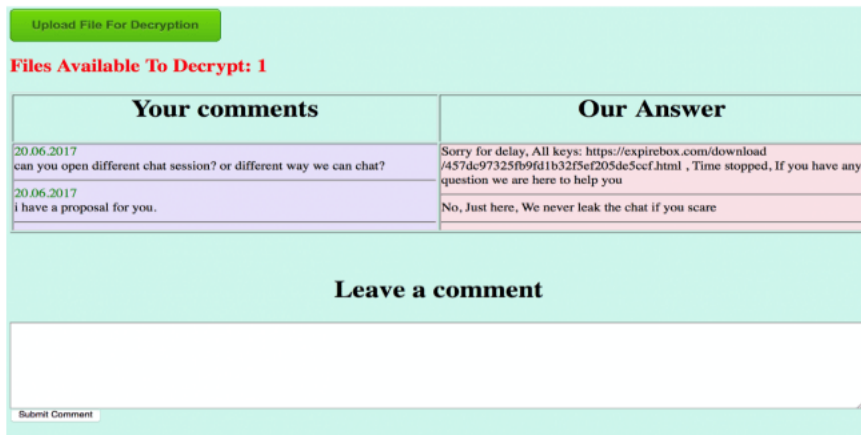 Upload File For Decryption
Files Available To Decrypt: 1
Your comments
Our Answer
20.06.2017
can you open different chat session? or different way we can chat?
Sorry for delay, All keys: https://expirebox.com/download
/457dc97325fb9fd1b32f5ef205de5ccf.html , Time stopped, If you have any
question we are here to help you
20.06.2017
i have a proposal for you.
No, Just here, We never leak the chat if you scare
Leave a comment
Submit Comment